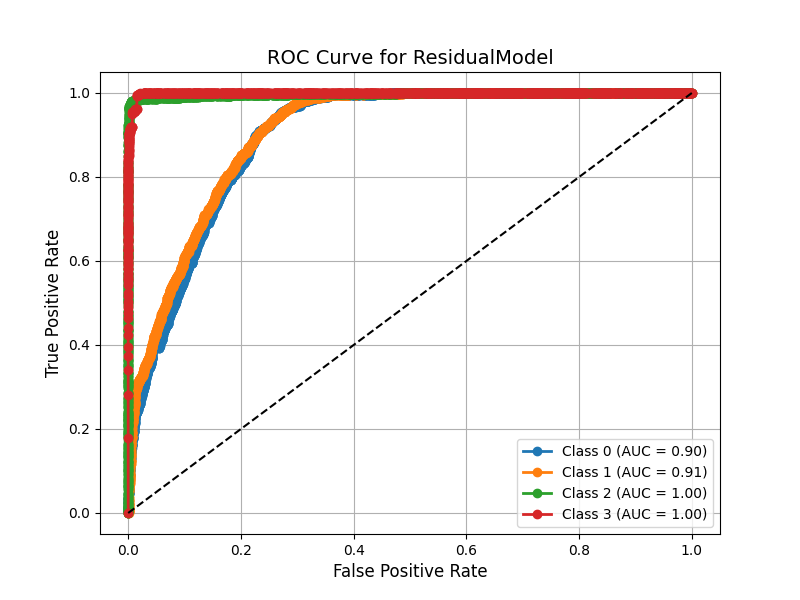 ROC Curve for ResidualModel
True Positive Rate
1.0
0.8
0.6
0.4
0.2
0.0
Class 0 (AUC = 0.90)
Class 1 (AUC = 0.91)
Class 2 (AUC = 1.00)
Class 3 (AUC = 1.00)
0.0 0.2 0.4 0.6 0.8 1.0
False Positive Rate